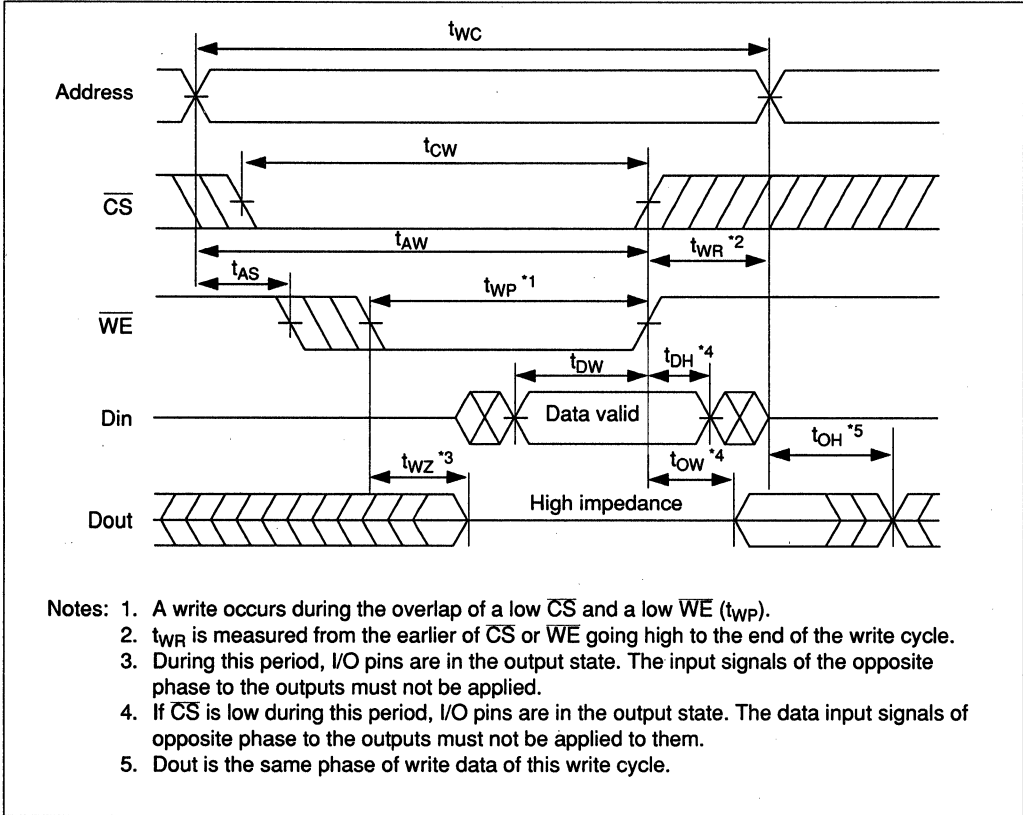 tWC
Address
tCW
CS
tAW
tWR *2
tAS
tWP *1
WE
tDW
tDH *4
Din
Data valid
tOH *5
tWZ *3
tOW *4
High impedance
Dout
Notes: 1. A write occurs during the overlap of a low C̅S̅ and a low W̅E̅ (tWP).
2. tWR is measured from the earlier of C̅S̅ or W̅E̅ going high to the end of the write cycle.
3. During this period, I/O pins are in the output state. The input signals of the opposite
phase to the outputs must not be applied.
4. If C̅S̅ is low during this period, I/O pins are in the output state. The data input signals of
opposite phase to the outputs must not be applied to them.
5. Dout is the same phase of write data of this write cycle.